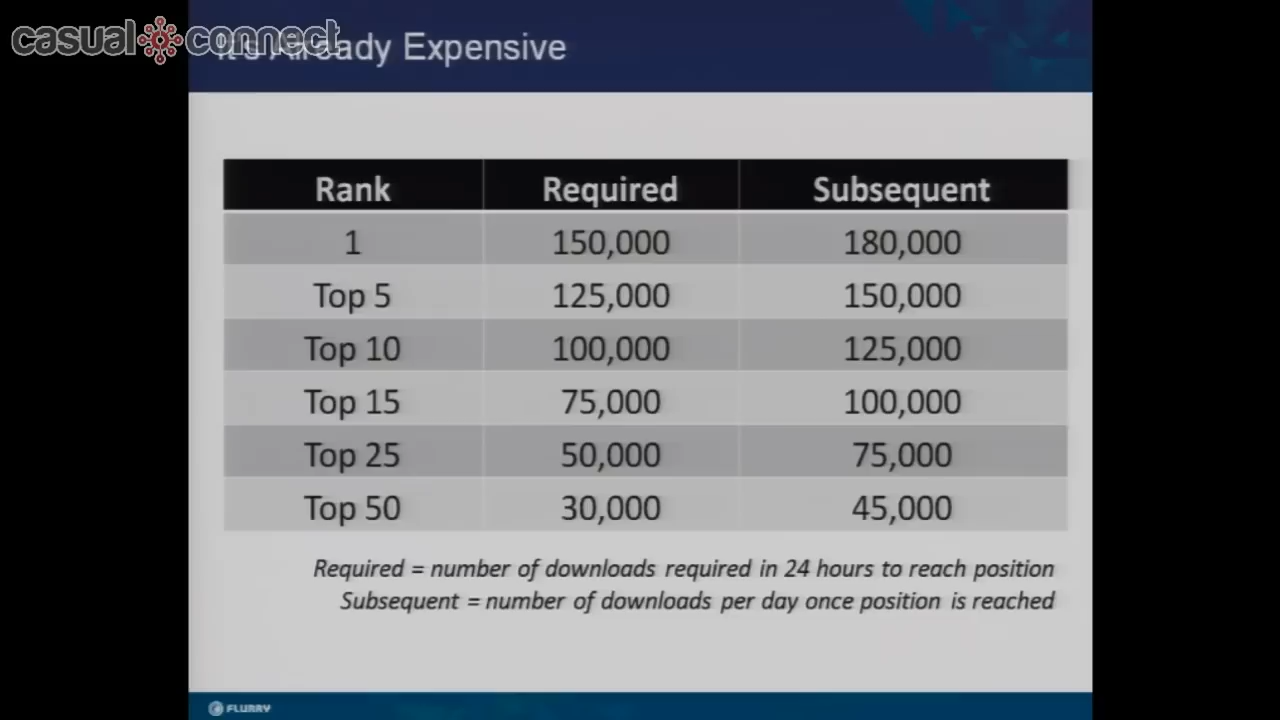 casual connect
It's Already Expensive
Rank Required Subsequent
1 150,000 180,000
Top 5 125,000 150,000
Top 10 100,000 125,000
Top 15 75,000 100,000
Top 25 50,000 75,000
Top 50 30,000 45,000
Required = number of downloads required in 24 hours to reach position
Subsequent = number of downloads per day once position is reached
FLURRY